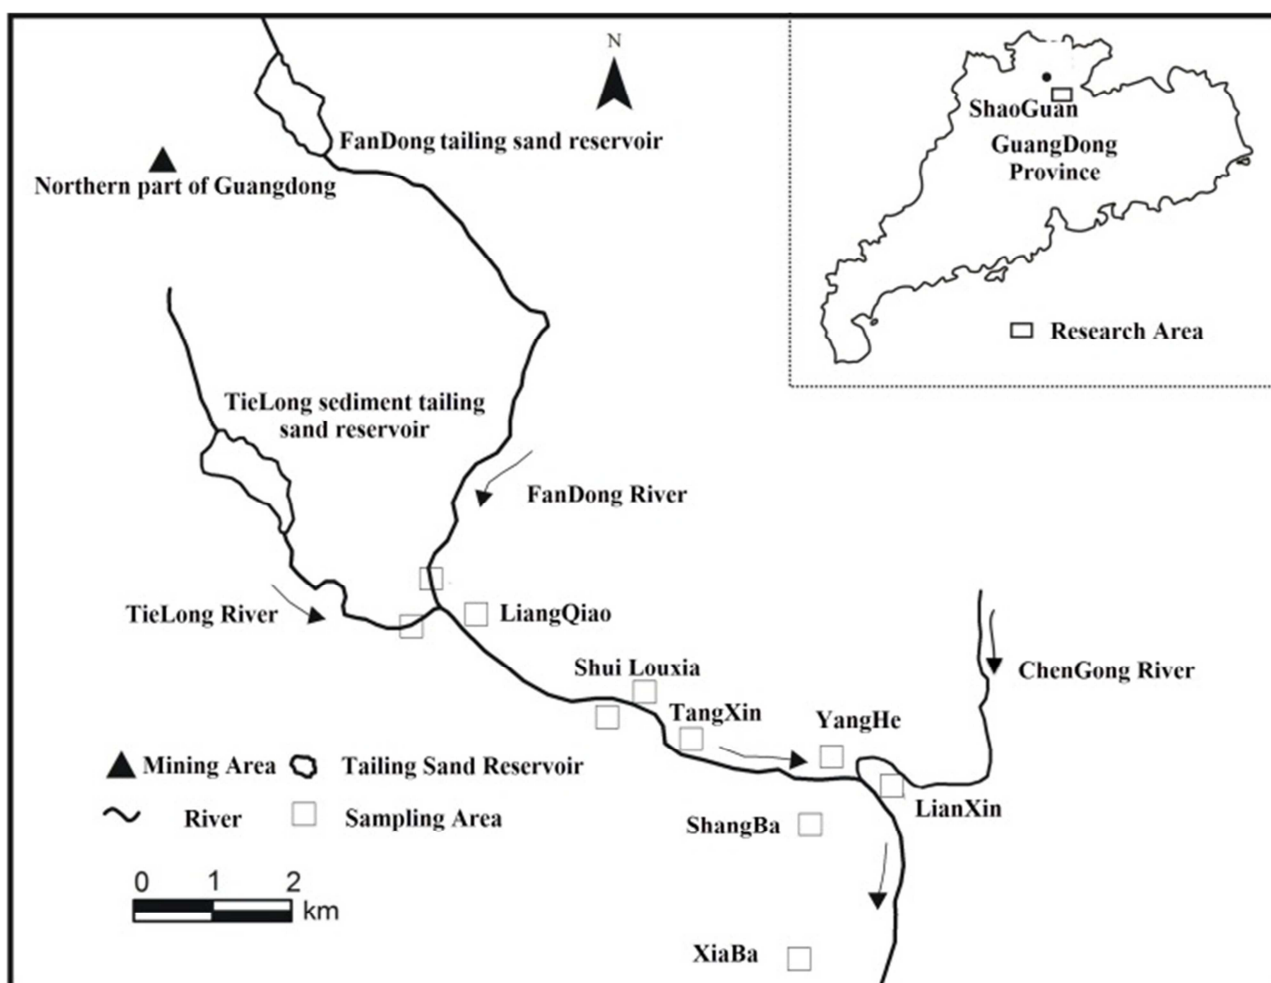 N
FanDong tailing sand reservoir
Northern part of Guangdong
ShaoGuan
GuangDong
Province
Research Area
TieLong sediment tailing
sand reservoir
FanDong River
TieLong River
LiangQiao
Shui Louxia
ChenGong River
TangXin
YangHe
Mining Area
Tailing Sand Reservoir
LianXin
River
Sampling Area
ShangBa
0 1 2
km
XiaBa